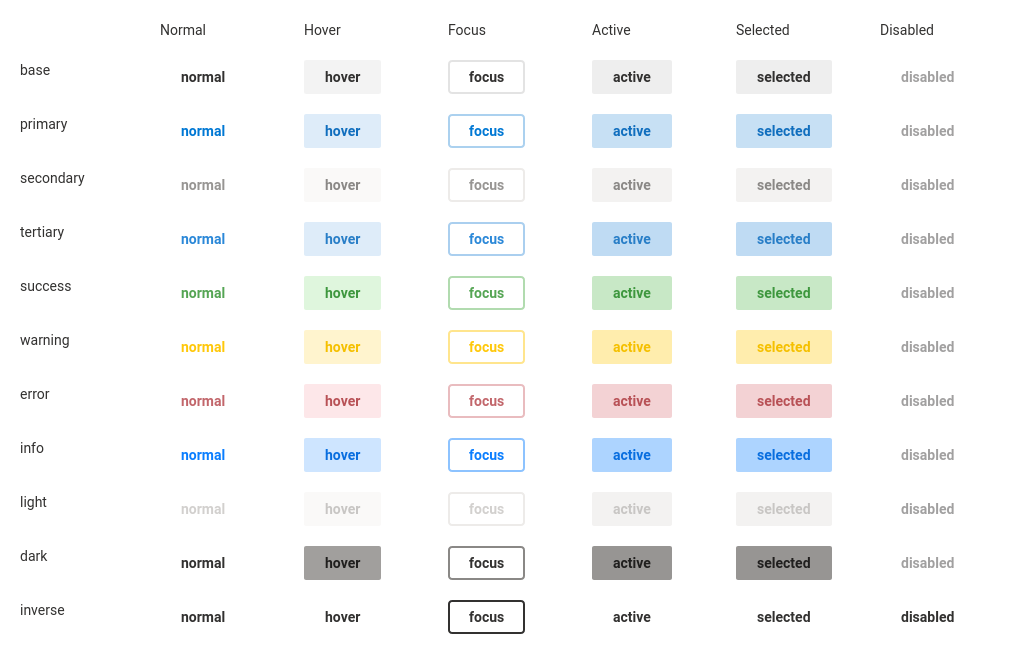 Normal Hover Focus Active Selected Disabled
base normal hover focus active selected disabled
primary normal hover focus active selected disabled
secondary normal hover focus active selected disabled
tertiary normal hover focus active selected disabled
success normal hover focus active selected disabled
warning normal hover focus active selected disabled
error normal hover focus active selected disabled
info normal hover focus active selected disabled
light normal hover focus active selected disabled
dark normal hover focus active selected disabled
inverse normal hover focus active selected disabled